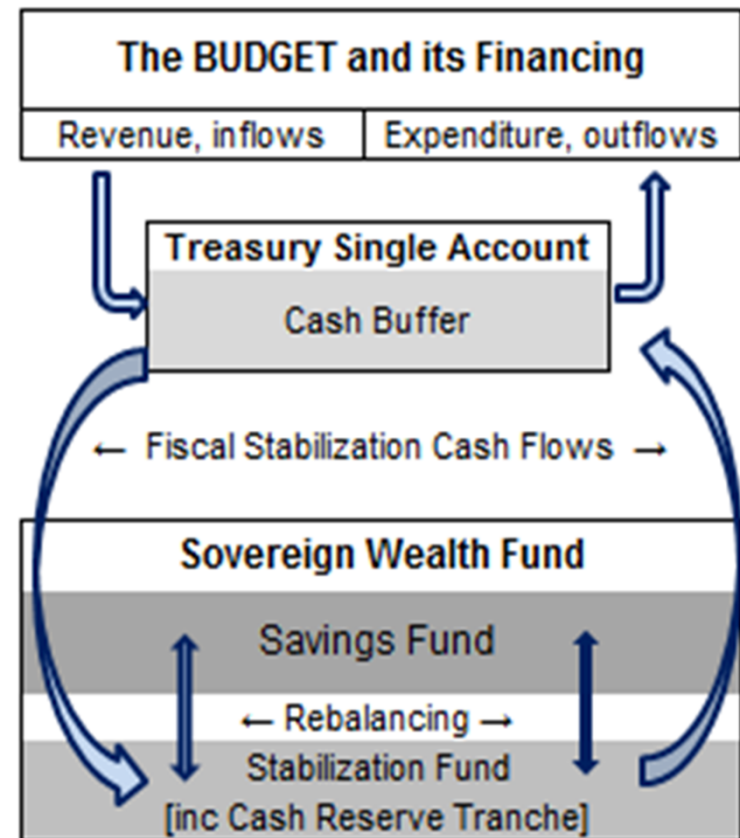 The BUDGET and its Financing
Revenue, inflows
Expenditure, outflows
Treasury Single Account
Cash Buffer
← Fiscal Stabilization Cash Flows →
Sovereign Wealth Fund
Savings Fund
← Rebalancing →
Stabilization Fund
[inc Cash Reserve Tranche]